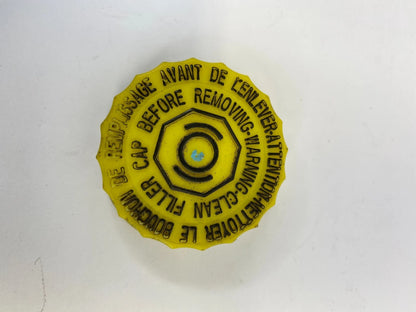 ATTENTION-NETTOYER LE BOUCHON DE REMPLISSAGE AVANT DE L'ENLEVER-
WARNING-CLEAN FILLER CAP BEFORE REMOVING-